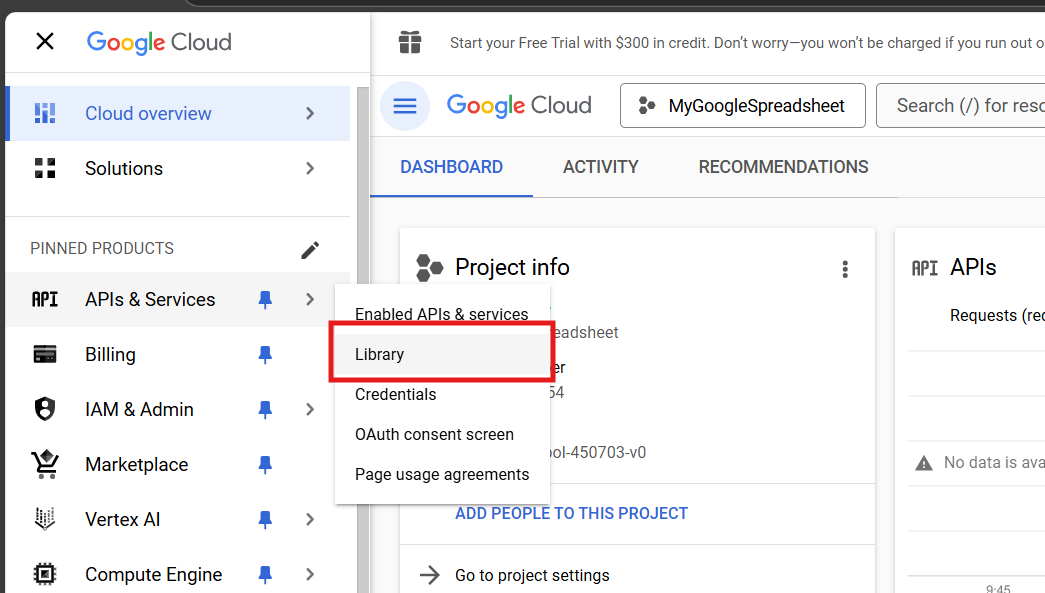 Google Cloud
Start your Free Trial with $300 in credit. Don't worry—you won't be charged if you run out o
Cloud overview
Google Cloud
MyGoogleSpreadsheet
Search (/) for reso
Solutions
DASHBOARD
ACTIVITY
RECOMMENDATIONS
PINNED PRODUCTS
API APIs & Services
Billing
IAM & Admin
Marketplace
Vertex AI
Compute Engine
Enabled APIs & services
Library
Credentials
OAuth consent screen
Page usage agreements
Project info
eadsheet
er
54
ool-450703-v0
ADD PEOPLE TO THIS PROJECT
Go to project settings
API APIs
Requests (rec
No data is ava
9:45